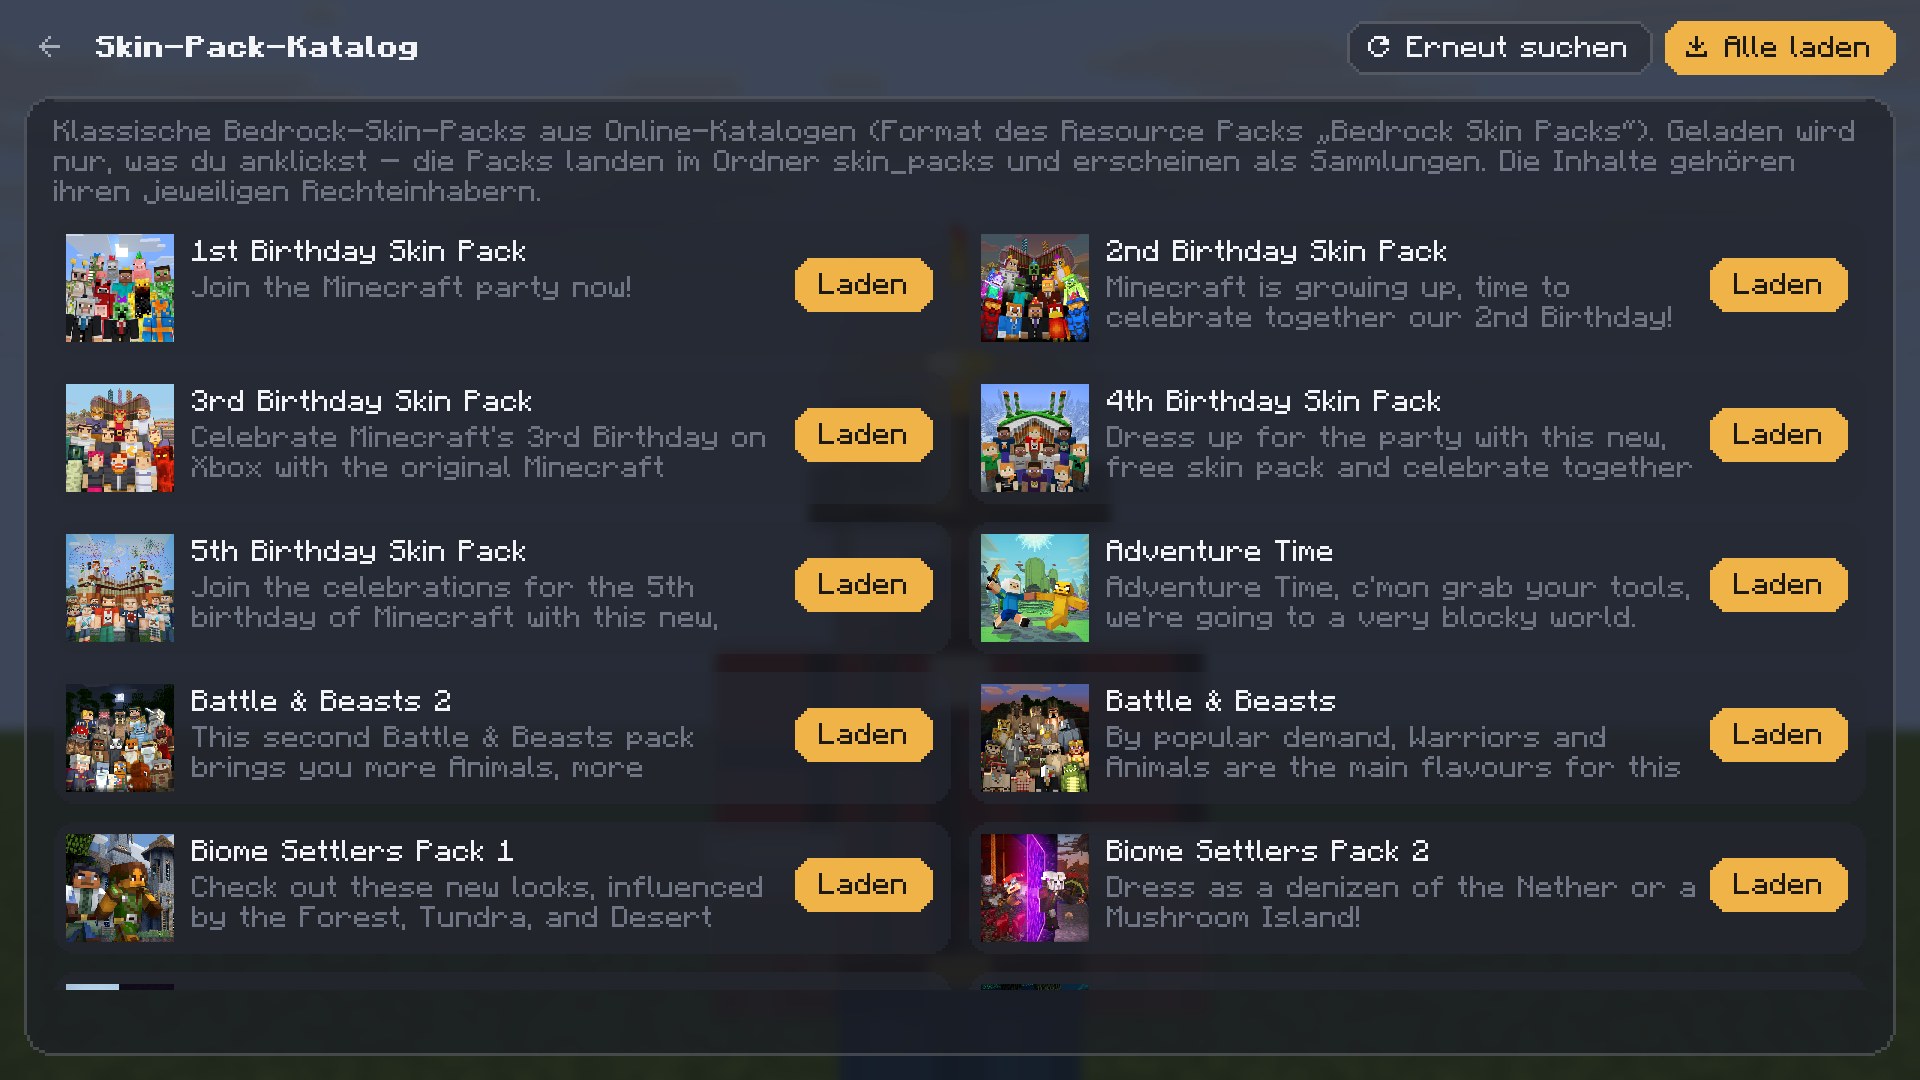 Skin-Pack-Katalog
Erneut suchen
Alle laden
Klassische Bedrock-Skin-Packs aus Online-Katalogen (Format des Resource Packs „Bedrock Skin Packs“). Geladen wird
nur, was du anklickst – die Packs landen im Ordner skin_packs und erscheinen als Sammlungen. Die Inhalte gehören
ihren jeweiligen Rechteinhabern.
1st Birthday Skin Pack
Join the Minecraft party now!
Laden
2nd Birthday Skin Pack
Minecraft is growing up, time to
celebrate together our 2nd Birthday!
Laden
3rd Birthday Skin Pack
Celebrate Minecraft's 3rd Birthday on
Xbox with the original Minecraft
Laden
4th Birthday Skin Pack
Dress up for the party with this new,
free skin pack and celebrate together
Laden
5th Birthday Skin Pack
Join the celebrations for the 5th
birthday of Minecraft with this new,
Laden
Adventure Time
Adventure Time, c'mon grab your tools,
we're going to a very blocky world.
Laden
Battle & Beasts 2
This second Battle & Beasts pack
brings you more Animals, more
Laden
Battle & Beasts
By popular demand, Warriors and
Animals are the main flavours for this
Laden
Biome Settlers Pack 1
Check out these new looks, influenced
by the Forest, Tundra, and Desert
Laden
Biome Settlers Pack 2
Dress as a denizen of the Nether or a
Mushroom Island!
Laden